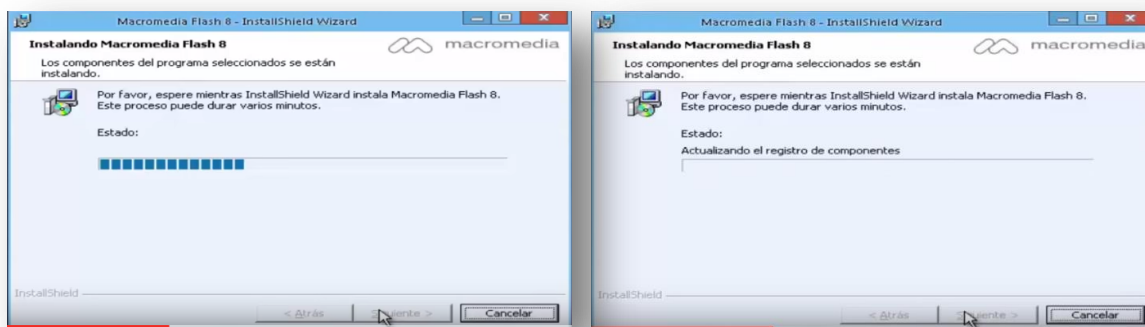 Macromedia Flash 8 - InstallShield Wizard
Instalando Macromedia Flash 8
macromedia
Los componentes del programa seleccionados se están
instalando.
Por favor, espere mientras InstallShield Wizard instala Macromedia Flash 8.
Este proceso puede durar varios minutos.
Estado:
InstallShield
< Atrás
Siguiente >
Cancelar
Macromedia Flash 8 - InstallShield Wizard
Instalando Macromedia Flash 8
macromedia
Los componentes del programa seleccionados se están
instalando.
Por favor, espere mientras InstallShield Wizard instala Macromedia Flash 8.
Este proceso puede durar varios minutos.
Estado:
Actualizando el registro de componentes
InstallShield
< Atrás
Siguiente >
Cancelar